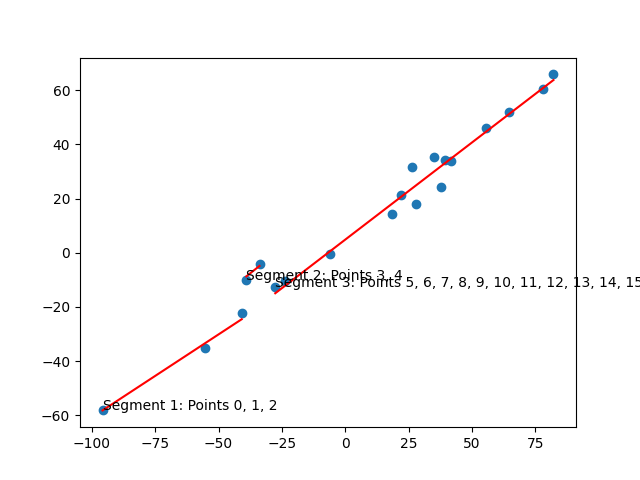 60
40
20
0
−20
−40
−60
Segment 2: Points 3, 4
Segment 3: Points 5, 6, 7, 8, 9, 10, 11, 12, 13, 14, 15
Segment 1: Points 0, 1, 2
−100 −75 −50 −25 0 25 50 75